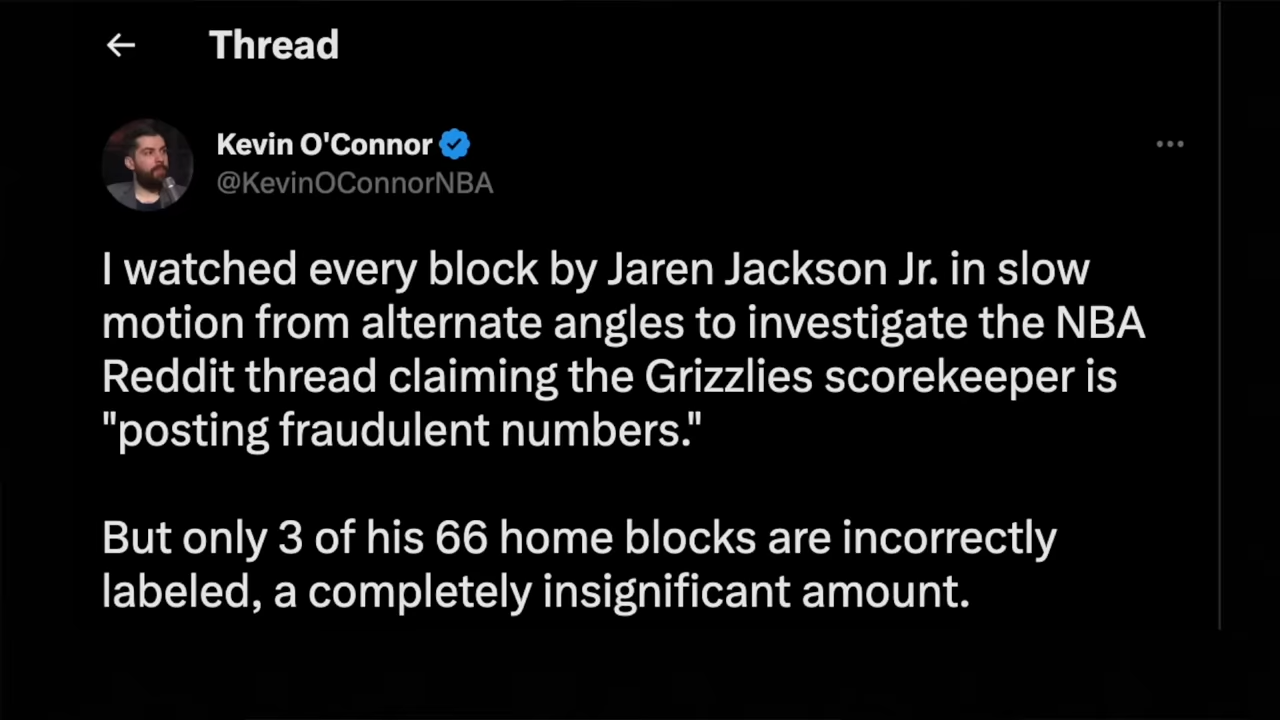 Thread
Kevin O'Connor
@KevinOConnorNBA
I watched every block by Jaren Jackson Jr. in slow
motion from alternate angles to investigate the NBA
Reddit thread claiming the Grizzlies scorekeeper is
"posting fraudulent numbers."
But only 3 of his 66 home blocks are incorrectly
labeled, a completely insignificant amount.